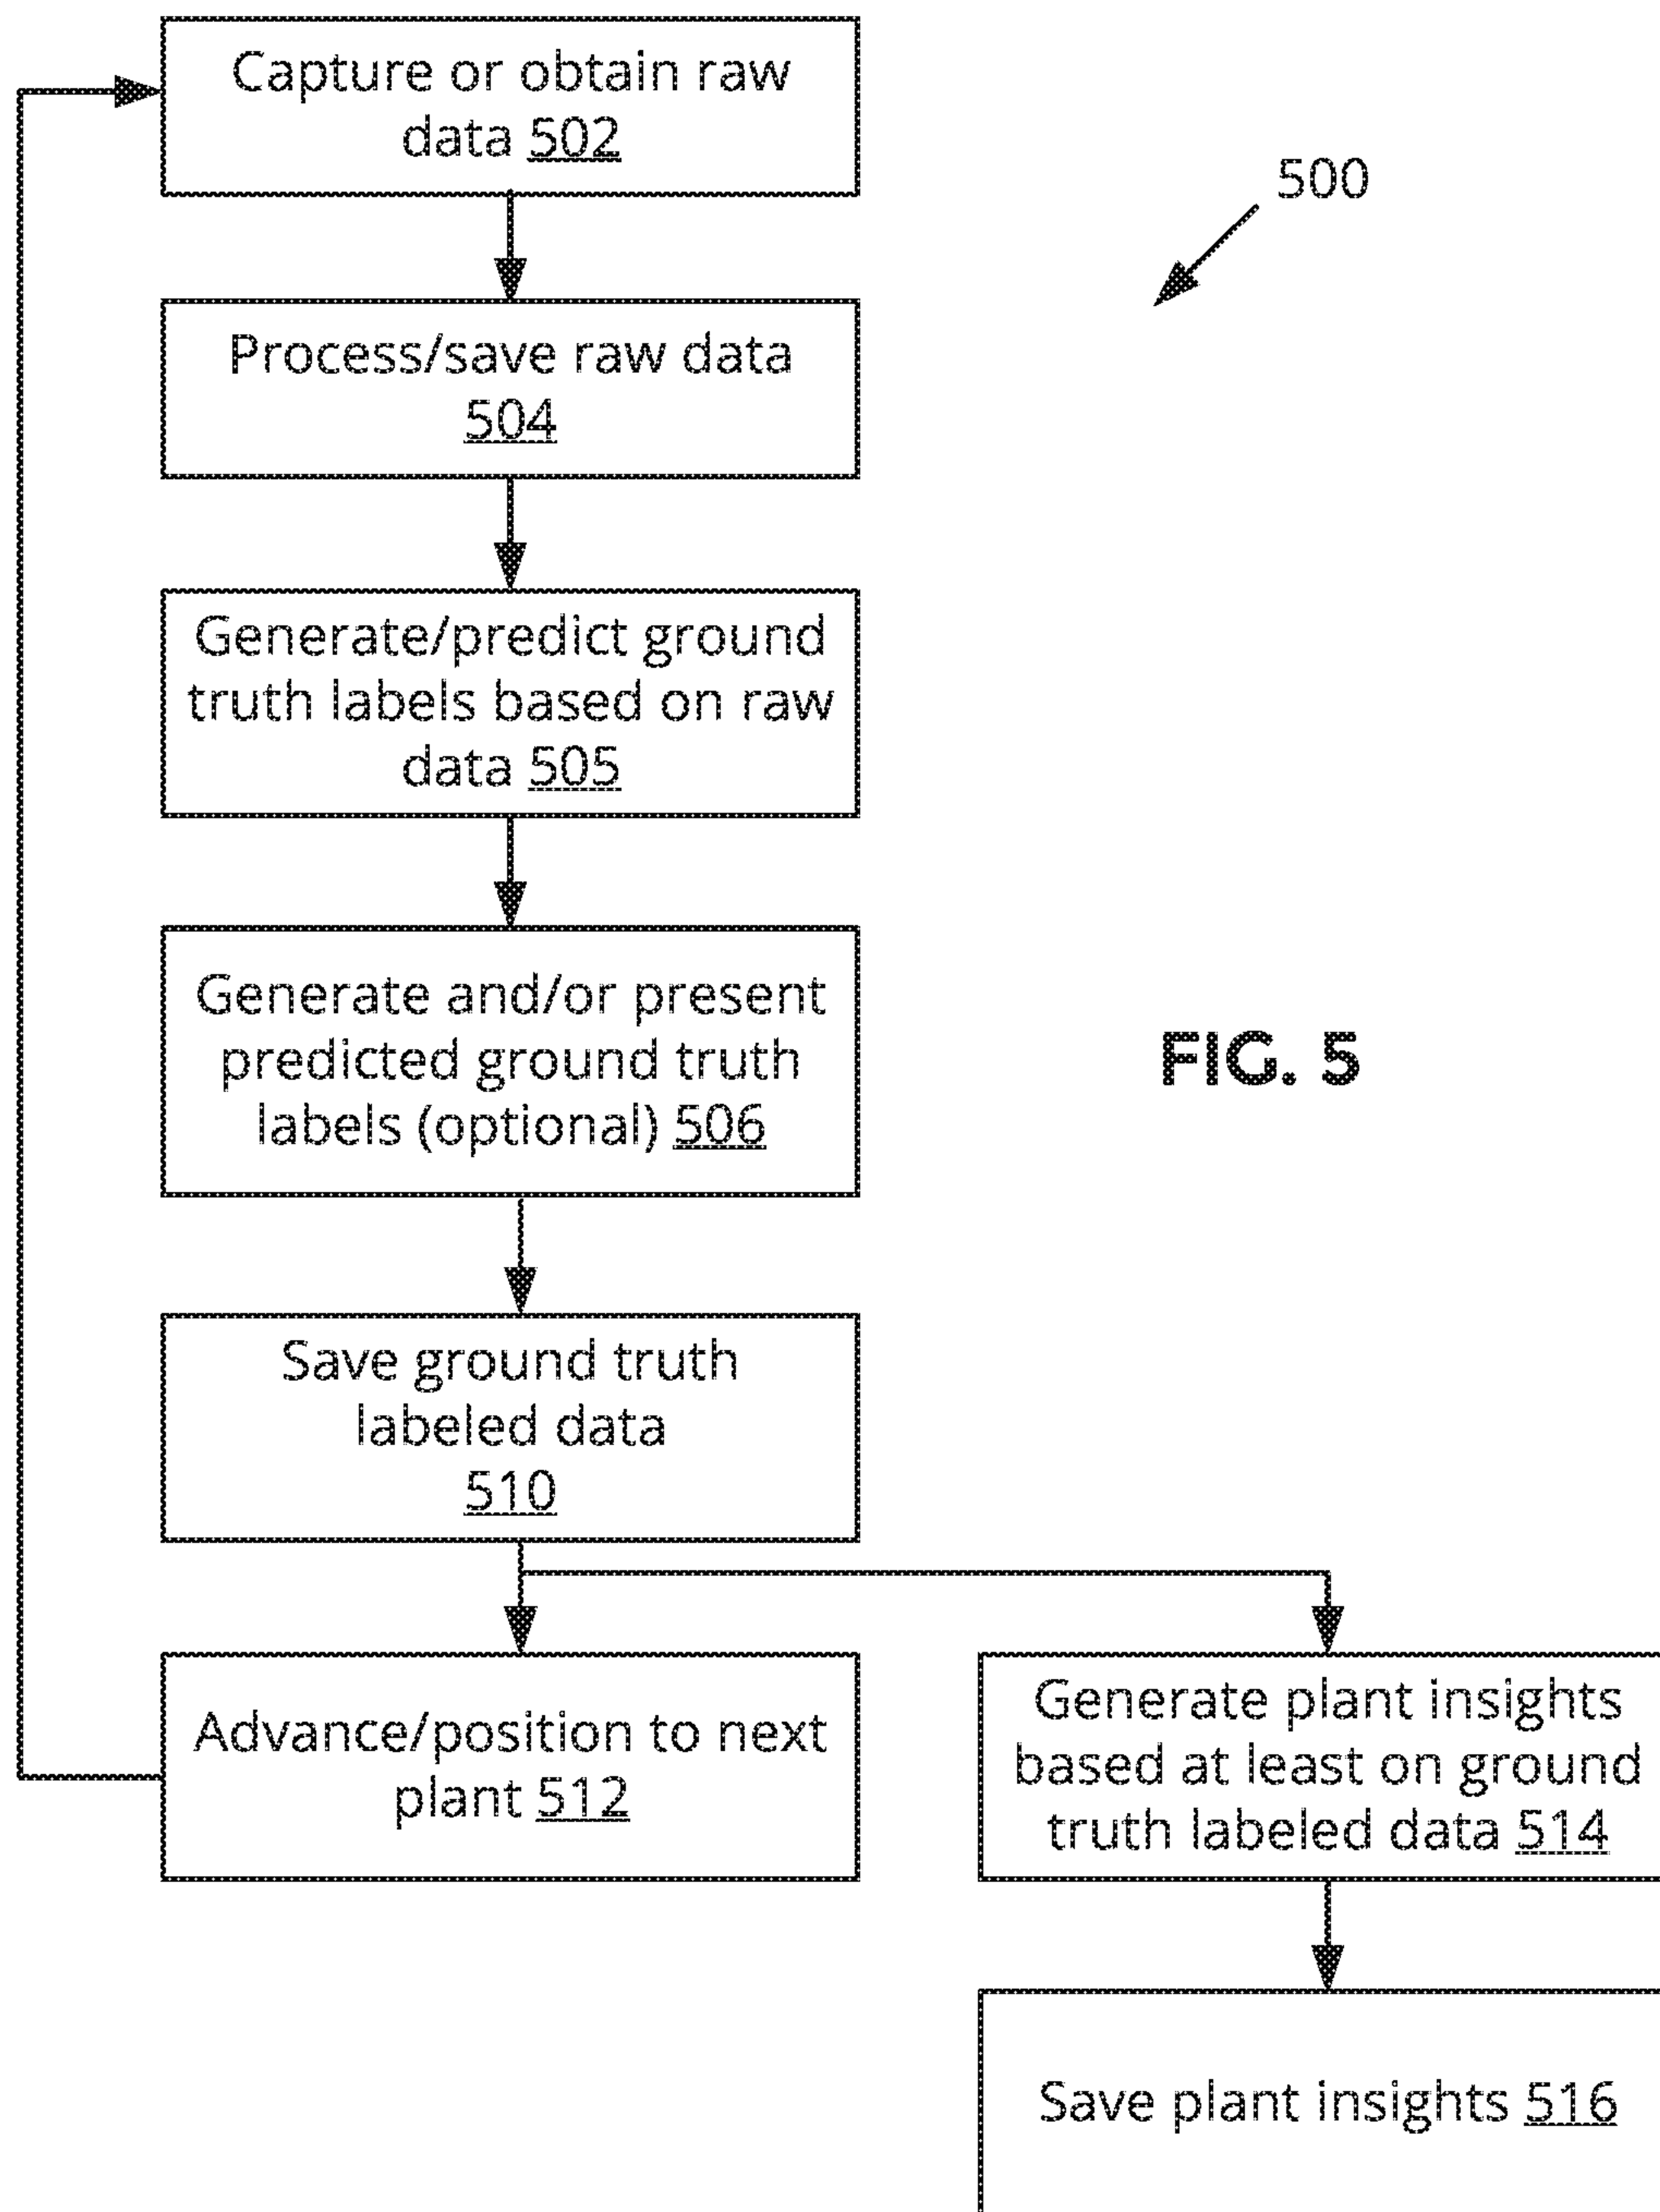 Capture or obtain raw
data 502
500
Process/save raw data
504
Generate/predict ground
truth labels based on raw
data 505
Generate and/or present
predicted ground truth
labels (optional) 506
FIG. 5
Save ground truth
labeled data
510
Advance/position to next
plant 512
Generate plant insights
based at least on ground
truth labeled data 514
Save plant insights 516